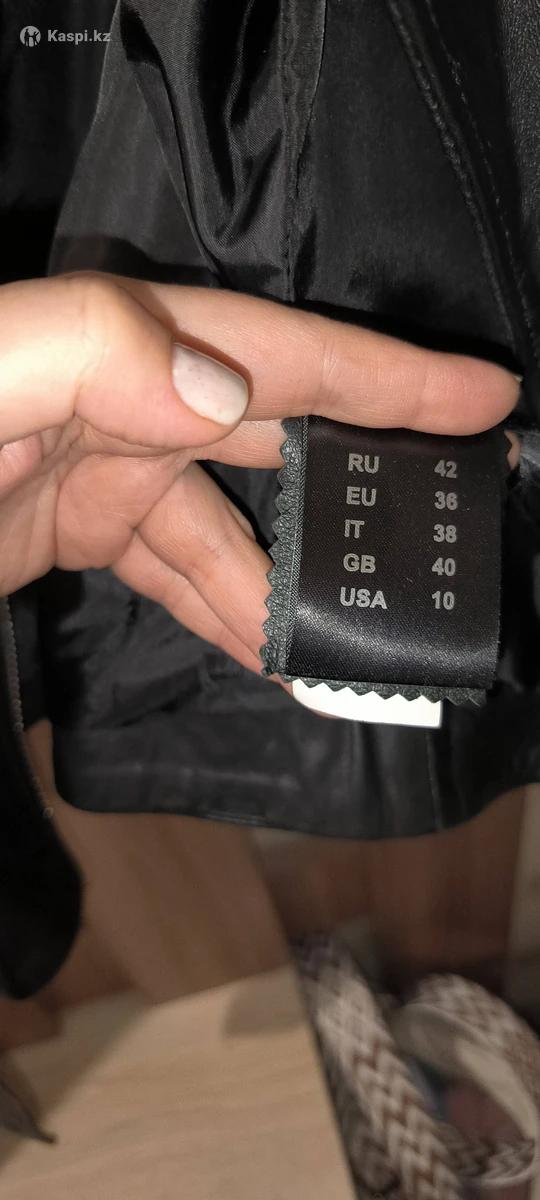 Kaspi.kz
RU 42
EU 36
IT 38
GB 40
USA 10